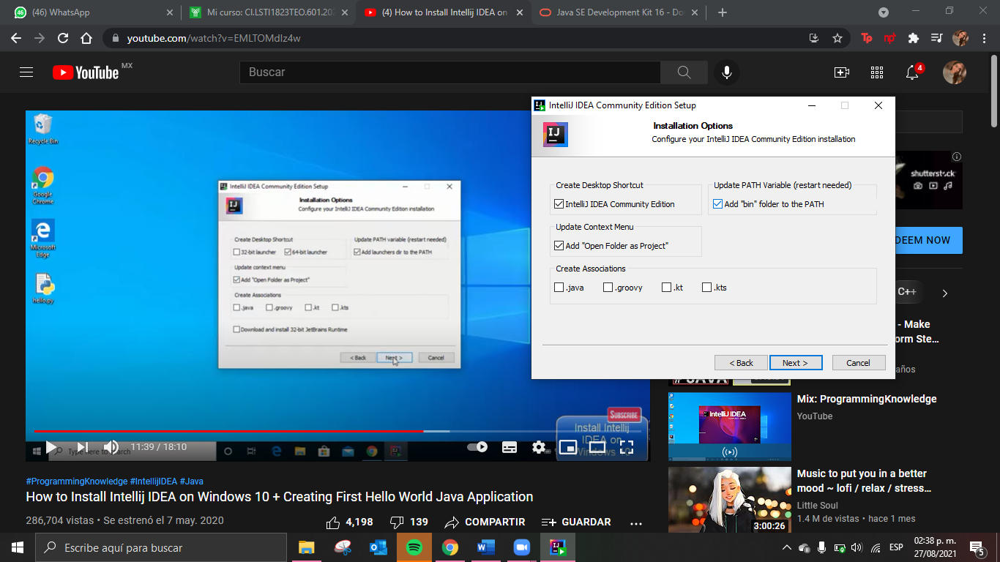 (46) WhatsApp
Mi curso: CI.LSTI1823TEO.601.202
(4) How to Install Intellij IDEA on
Java SE Development Kit 16 - Do
youtube.com/watch?v=EMLTOMdIz4w
YouTube MX
Buscar
4
Recycle Bin
Google
Chrome
Microsoft
Edge
hello.py
IntelliJ IDEA Community Edition Setup
Installation Options
Configure your IntelliJ IDEA Community Edition installation
Create Desktop Shortcut
32-bit launcher
64-bit launcher
Update PATH variable (restart needed)
Add launchers dir to the PATH
Update context menu
Add "Open Folder as Project"
Create Associations
.java
.groovy
.kt
.kts
Download and install 32-bit JetBrains Runtime
< Back
Next >
Cancel
SUBSCRIBE
Install Intellij
IDEA on
Windows 10
Type here to search
11:39 / 18:10
IntelliJ IDEA Community Edition Setup
Installation Options
Configure your IntelliJ IDEA Community Edition installation
Create Desktop Shortcut
IntelliJ IDEA Community Edition
Update PATH Variable (restart needed)
Add "bin" folder to the PATH
Update Context Menu
Add "Open Folder as Project"
Create Associations
.java
.groovy
.kt
.kts
< Back
Next >
Cancel
shutterstock
DEEM NOW
C++
- Make
orm Ste...
años
#JAVA
IntelliJ IDEA
Mix: ProgrammingKnowledge
YouTube
Music to put you in a better
mood ~ lofi / relax / stress...
Little Soul
1.4 M de vistas • hace 1 mes
3:00:26
#ProgrammingKnowledge #IntellijIDEA #Java
How to Install Intellij IDEA on Windows 10 + Creating First Hello World Java Application
286,704 vistas • Se estrenó el 7 may. 2020
4,198
139
COMPARTIR
GUARDAR
Escribe aquí para buscar
ESP
02:38 p. m.
27/08/2021
5